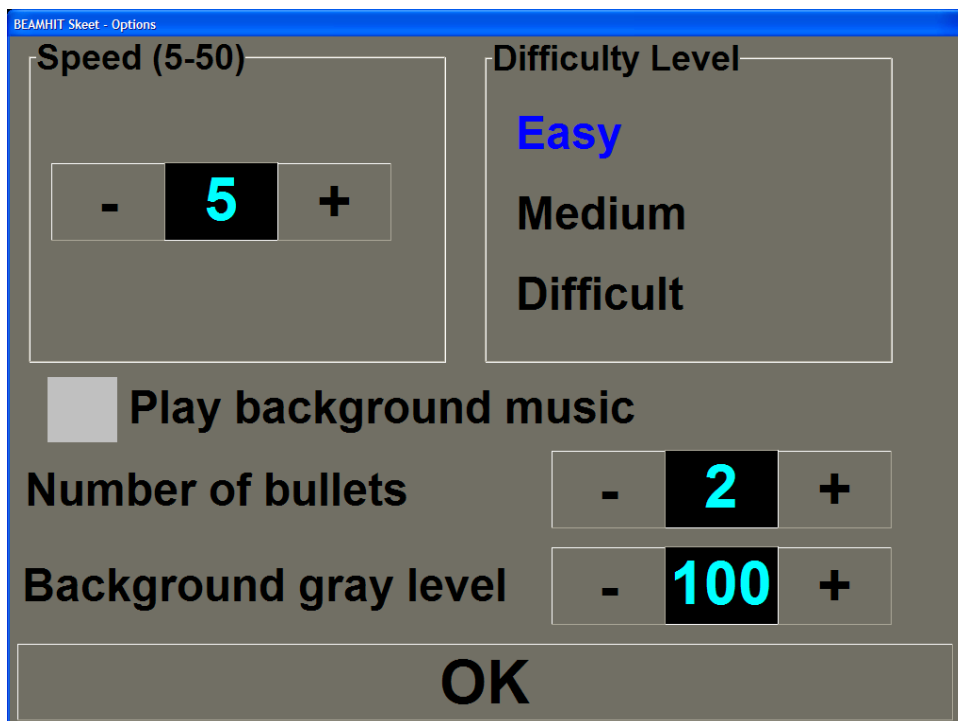 BEAMHIT Skeet - Options
Speed (5-50)
- 5 +
Difficulty Level
Easy
Medium
Difficult
Play background music
Number of bullets - 2 +
Background gray level - 100 +
OK